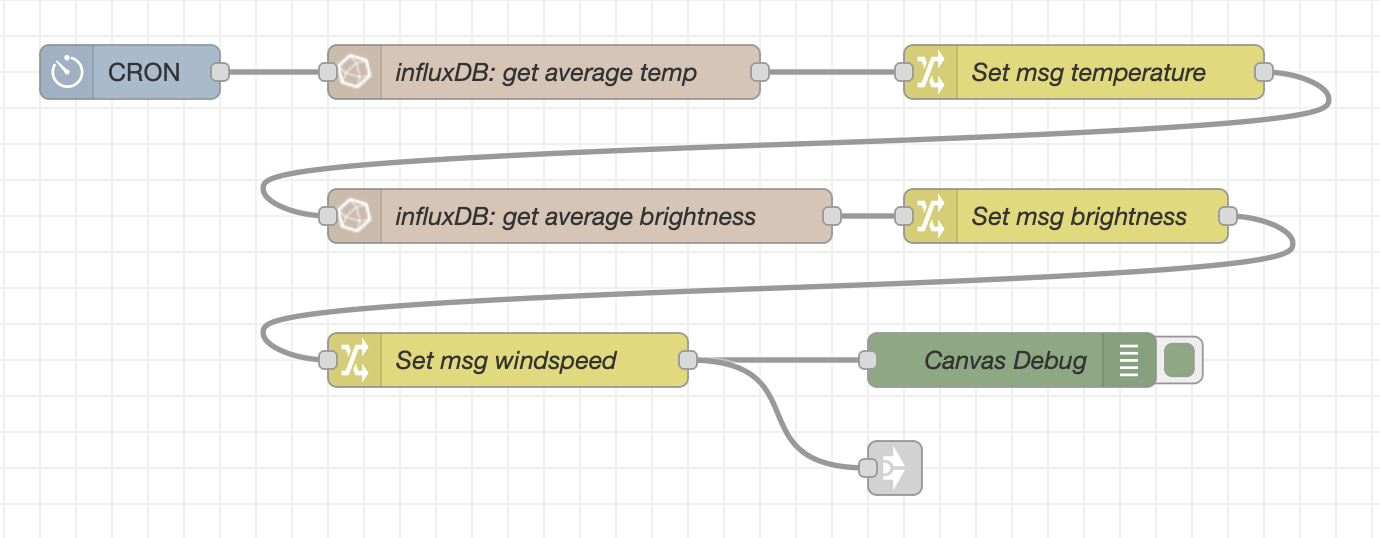 CRON
influxDB: get average temp
Set msg temperature
influxDB: get average brightness
Set msg brightness
Set msg windspeed
Canvas Debug